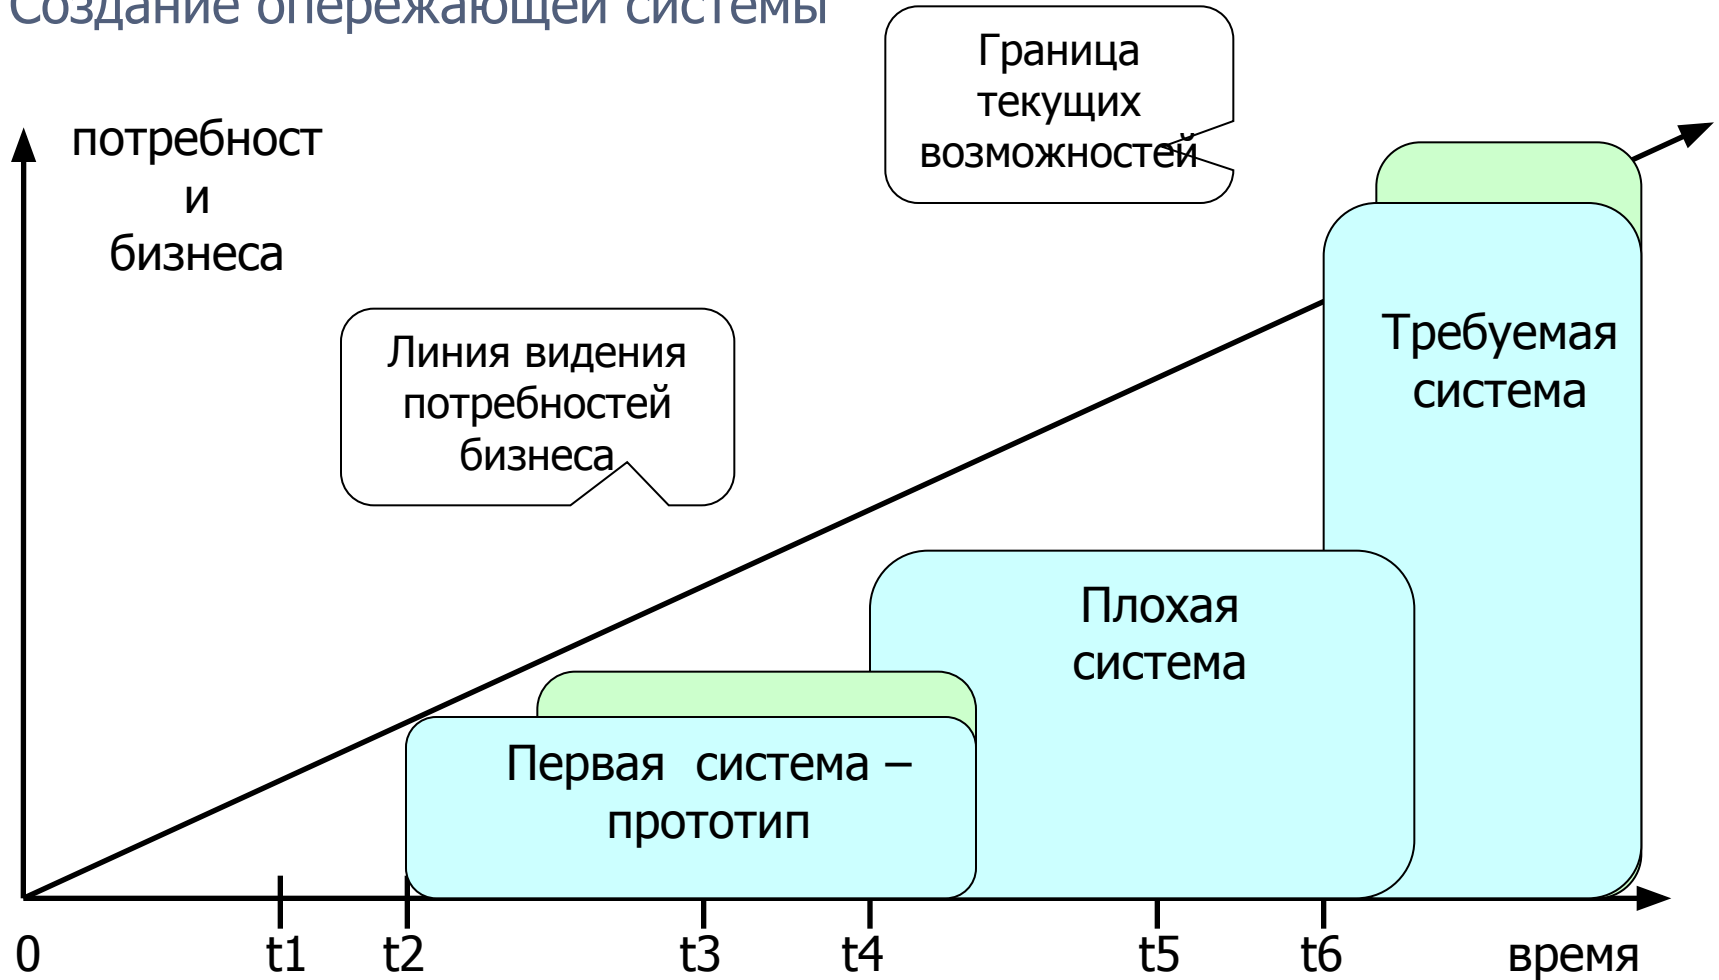 Создание опережающей системы
Граница
текущих
возможностей
потребност
и
бизнеса
Линия видения
потребностей
бизнеса
Требуемая
система
Плохая
система
Первая система –
прототип
0 t1 t2 t3 t4 t5 t6 время